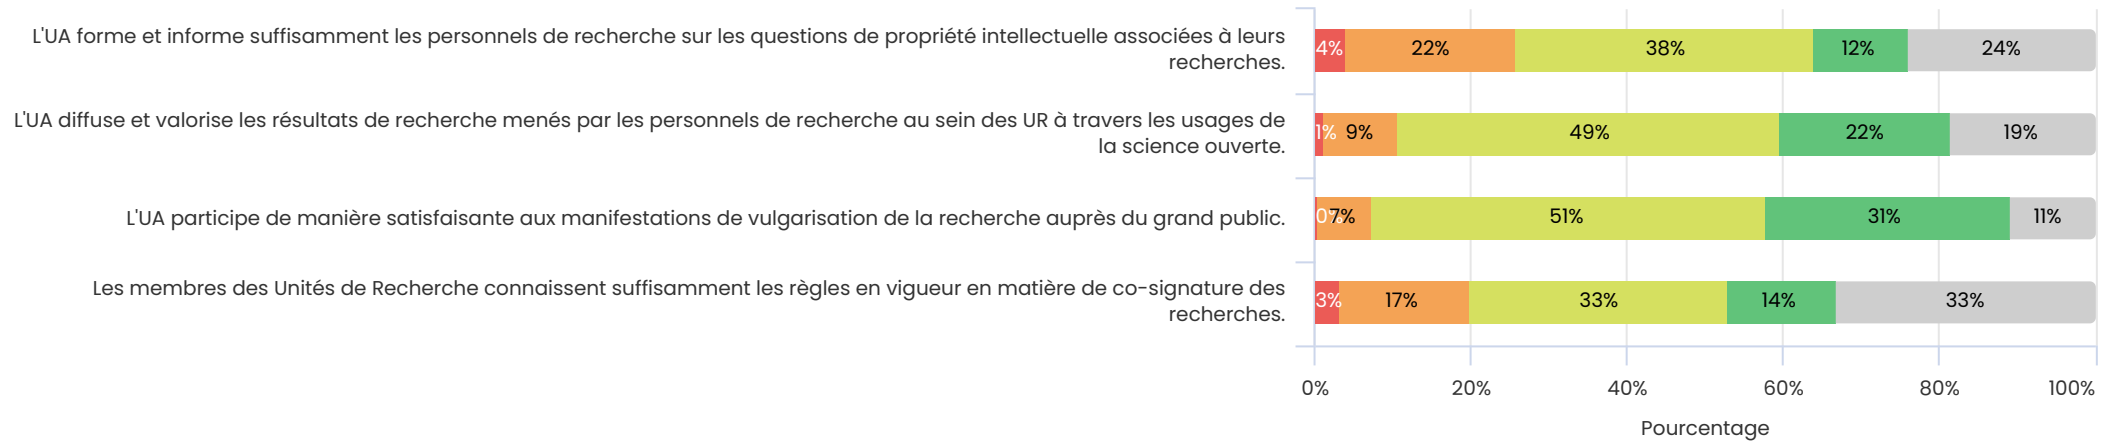 L'UA forme et informe suffisamment les personnels de recherche sur les questions de propriété intellectuelle associées à leurs
recherches.
4% 22% 38% 12% 24%
L'UA diffuse et valorise les résultats de recherche menés par les personnels de recherche au sein des UR à travers les usages de
la science ouverte.
1% 9% 49% 22% 19%
L'UA participe de manière satisfaisante aux manifestations de vulgarisation de la recherche auprès du grand public.
0% 7% 51% 31% 11%
Les membres des Unités de Recherche connaissent suffisamment les règles en vigueur en matière de co-signature des
recherches.
3% 17% 33% 14% 33%
0% 20% 40% 60% 80% 100%
Pourcentage